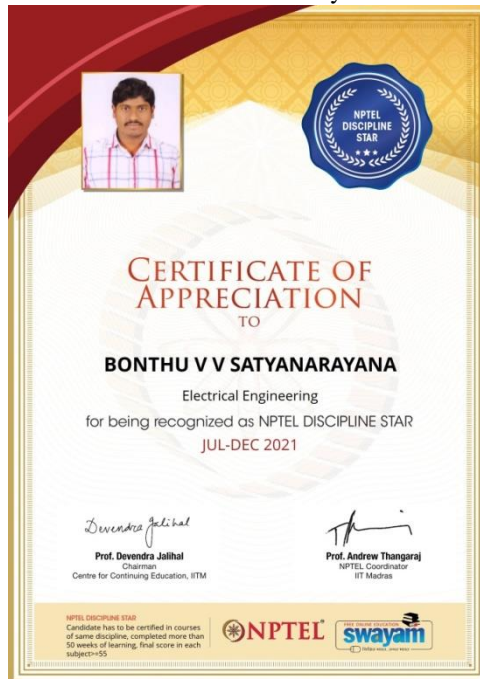 NPTEL
DISCIPLINE
STAR
CERTIFICATE OF
APPRECIATION
TO
BONTHU V V SATYANARAYANA
Electrical Engineering
for being recognized as NPTEL DISCIPLINE STAR
JUL-DEC 2021
Devendra Jalihal
Prof. Devendra Jalihal
Chairman
Centre for Continuing Education, IITM
Prof. Andrew Thangaraj
NPTEL Coordinator
IIT Madras
NPTEL DISCIPLINE STAR
Candidate has to be certified in courses
of same discipline, completed more than
50 weeks of learning, final score in each
subject>=55
NPTEL
FREE ONLINE EDUCATION
swayam